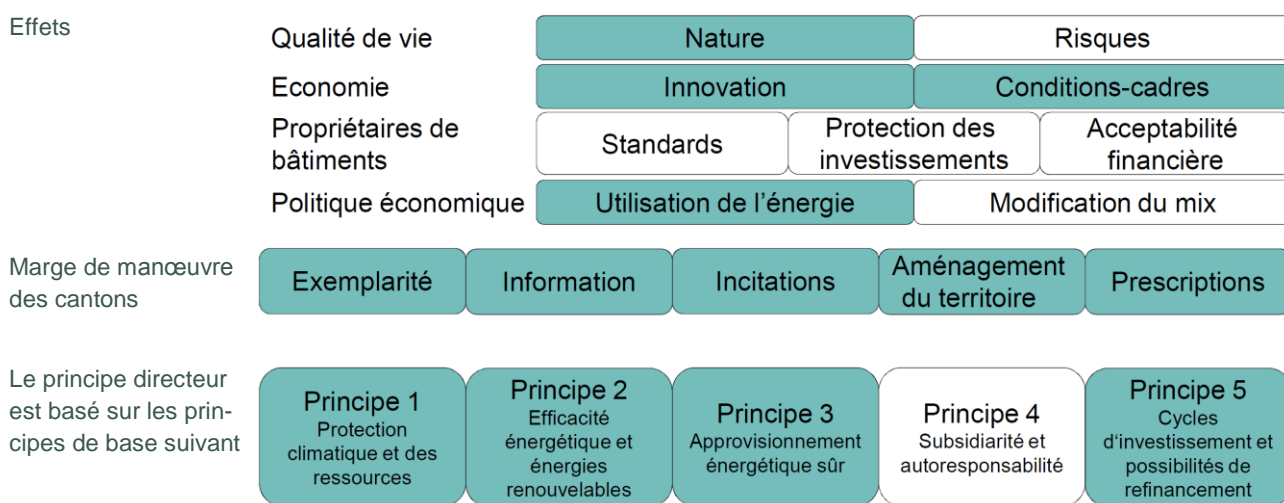 Effets
Qualité de vie
Nature
Risques
Economie
Innovation
Conditions-cadres
Propriétaires de
bâtiments
Standards
Protection des
investissements
Acceptabilité
financière
Politique économique
Utilisation de l'énergie
Modification du mix
Marge de manœuvre
des cantons
Exemplarité
Information
Incitations
Aménagement
du territoire
Prescriptions
Le principe directeur
est basé sur les prin-
cipes de base suivant
Principe 1
Protection
climatique et des
ressources
Principe 2
Efficacité
énergétique et
énergies
renouvelables
Principe 3
Approvisionnement
énergétique sûr
Principe 4
Subsidiarité et
autoresponsabilité
Principe 5
Cycles
d'investissement et
possibilités de
refinancement